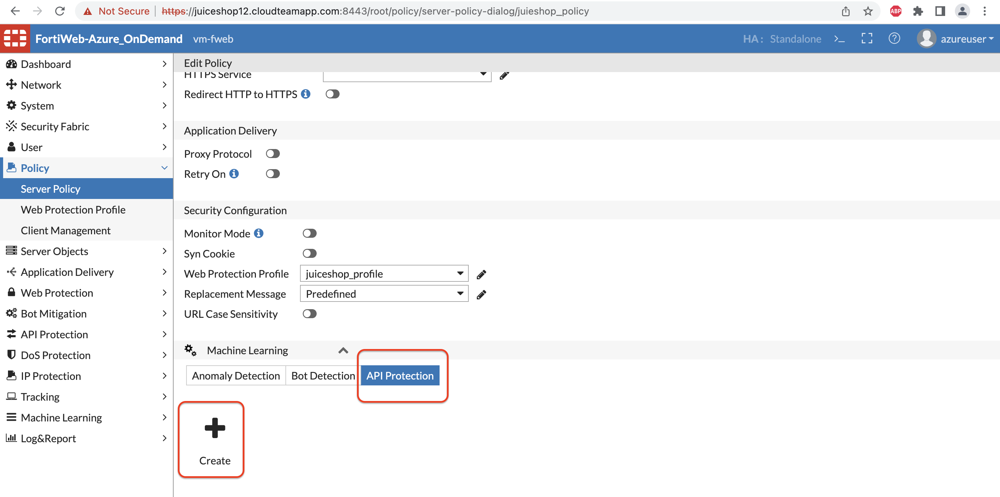 Not Secure | https://juiceshop12.cloudteamapp.com:8443/root/policy/server-policy-dialog/juieshop_policy
ABP
FortiWeb-Azure_OnDemand vm-fweb
HA: Standalone
azureuser
Dashboard
Network
System
Security Fabric
User
Policy
Server Policy
Web Protection Profile
Client Management
Server Objects
Application Delivery
Web Protection
Bot Mitigation
API Protection
DoS Protection
IP Protection
Tracking
Machine Learning
Log&Report
Edit Policy
HTTPS Service
Redirect HTTP to HTTPS
Application Delivery
Proxy Protocol
Retry On
Security Configuration
Monitor Mode
Syn Cookie
Web Protection Profile juiceshop_profile
Replacement Message Predefined
URL Case Sensitivity
Machine Learning
Anomaly Detection Bot Detection API Protection
Create